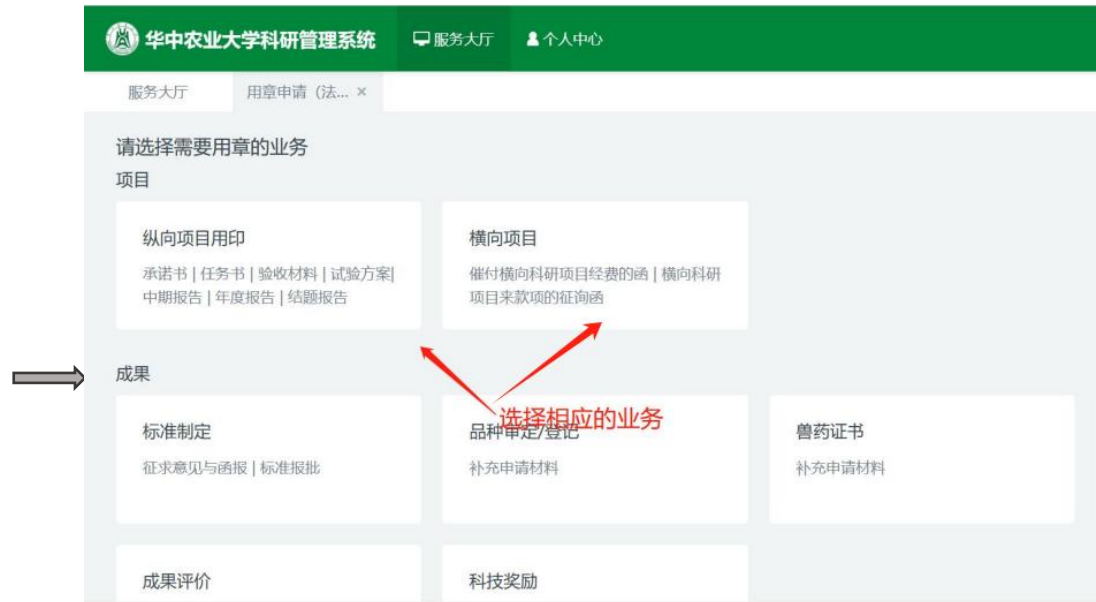 华中农业大学科研管理系统 服务大厅 个人中心
服务大厅 用章申请（法... ×
请选择需要用章的业务
项目
纵向项目用印
承诺书 | 任务书 | 验收材料 | 试验方案|
中期报告 | 年度报告 | 结题报告
横向项目
催付横向科研项目经费的函 | 横向科研
项目来款项的征询函
选择相应的业务
成果
标准制定
征求意见与函报 | 标准报批
品种审定/登记
补充申请材料
兽药证书
补充申请材料
成果评价
科技奖励